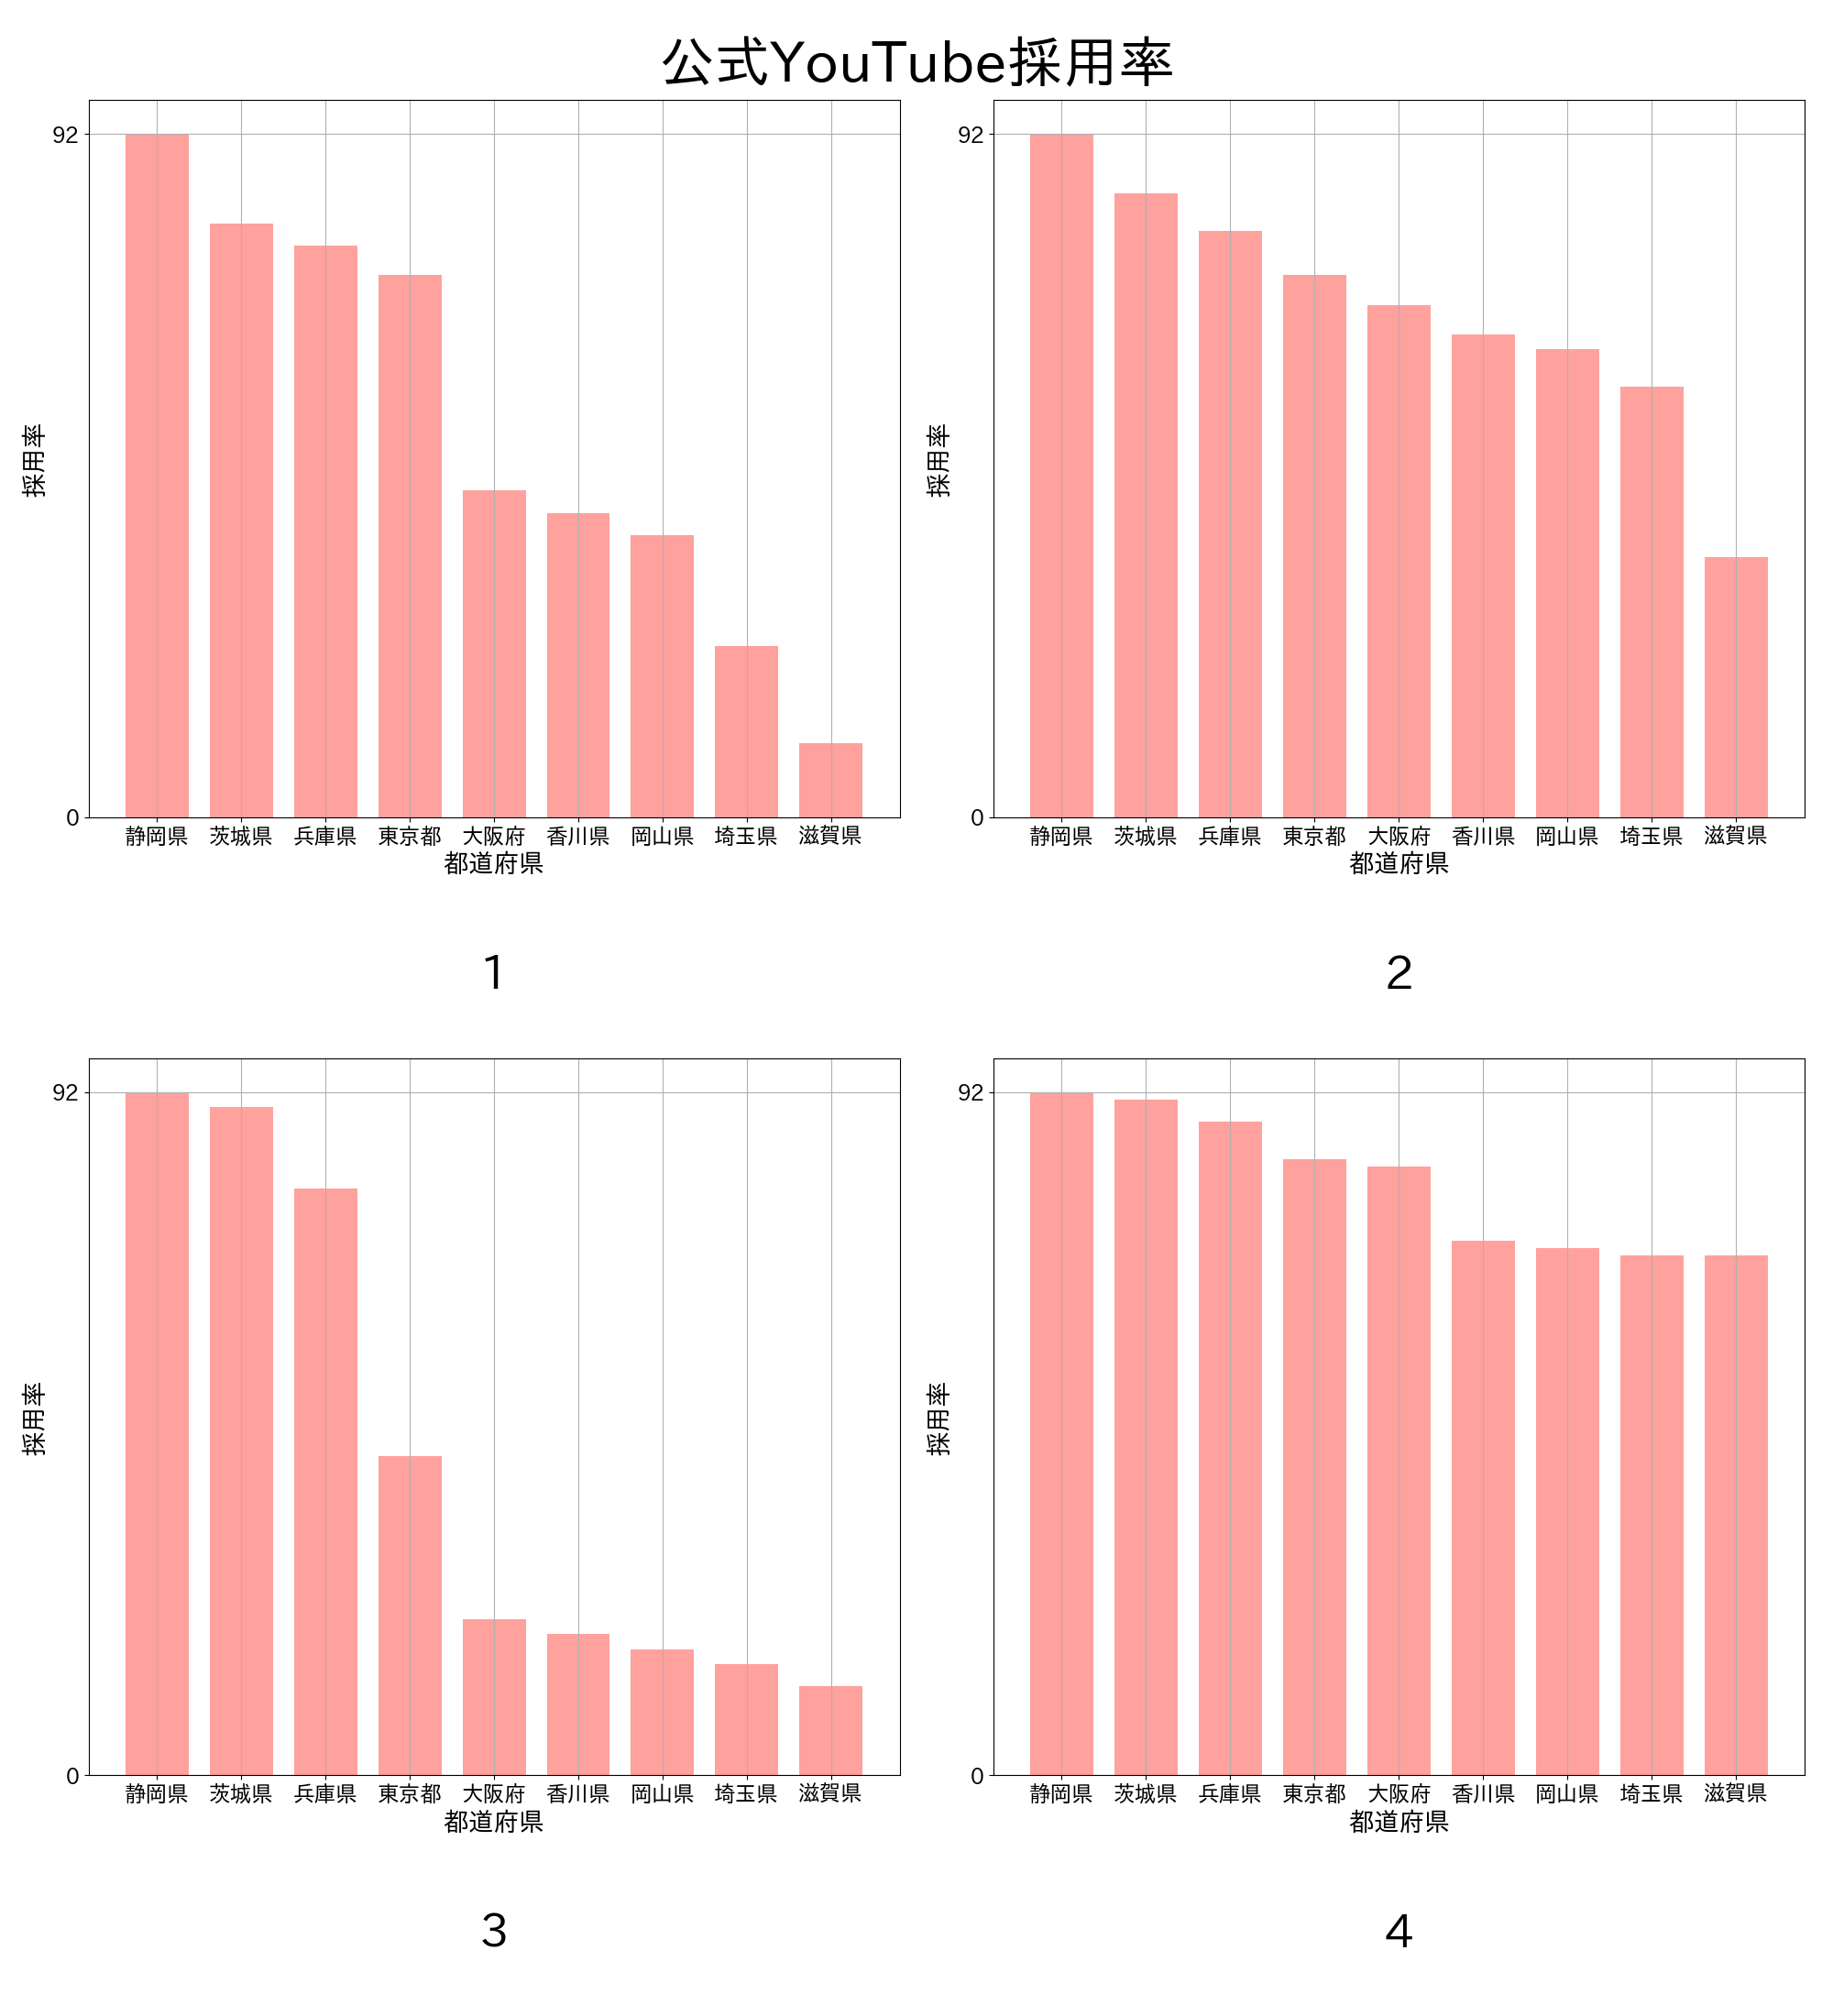 公式YouTube採用率
92
0
採用率
静岡県 茨城県 兵庫県 東京都 大阪府 香川県 岡山県 埼玉県 滋賀県
都道府県
1
92
0
採用率
静岡県 茨城県 兵庫県 東京都 大阪府 香川県 岡山県 埼玉県 滋賀県
都道府県
2
92
0
採用率
静岡県 茨城県 兵庫県 東京都 大阪府 香川県 岡山県 埼玉県 滋賀県
都道府県
3
92
0
採用率
静岡県 茨城県 兵庫県 東京都 大阪府 香川県 岡山県 埼玉県 滋賀県
都道府県
4